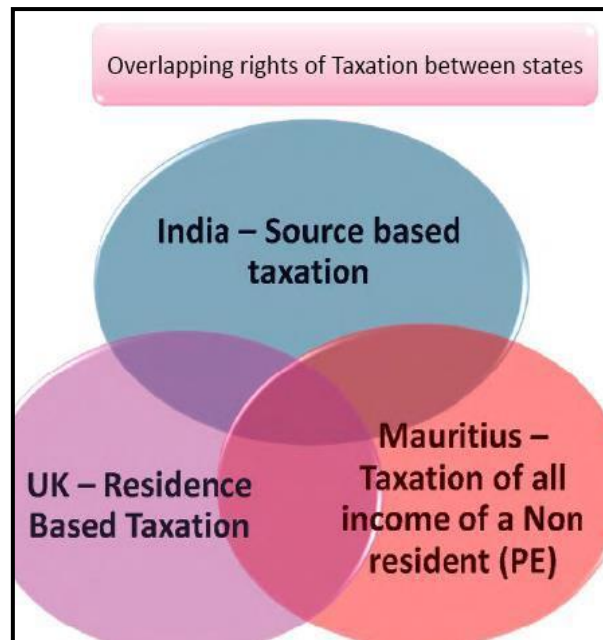 Overlapping rights of Taxation between states
India – Source based
taxation
UK – Residence
Based Taxation
Mauritius –
Taxation of all
income of a Non
resident (PE)